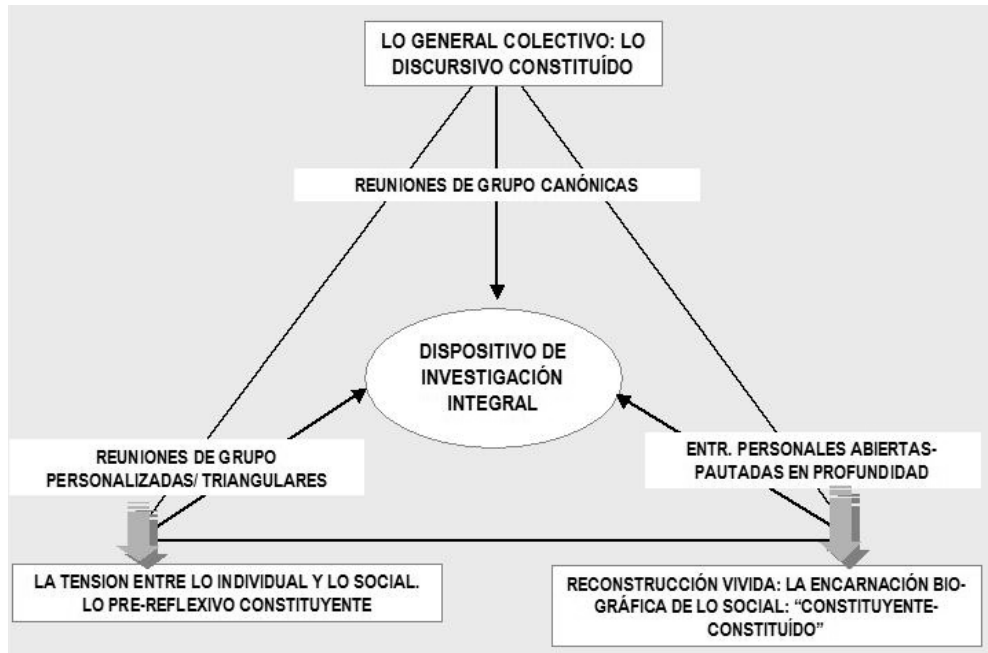 LO GENERAL COLECTIVO: LO
DISCURSIVO CONSTITUÍDO
REUNIONES DE GRUPO CANÓNICAS
DISPOSITIVO DE
INVESTIGACIÓN
INTEGRAL
REUNIONES DE GRUPO
PERSONALIZADAS/ TRIANGULARES
ENTR. PERSONALES ABIERTAS-
PAUTADAS EN PROFUNDIDAD
LA TENSION ENTRE LO INDIVIDUAL Y LO SOCIAL.
LO PRE-REFLEXIVO CONSTITUYENTE
RECONSTRUCCIÓN VIVIDA: LA ENCARNACIÓN BIO-
GRÁFICA DE LO SOCIAL: “CONSTITUYENTE-
CONSTITUÍDO”